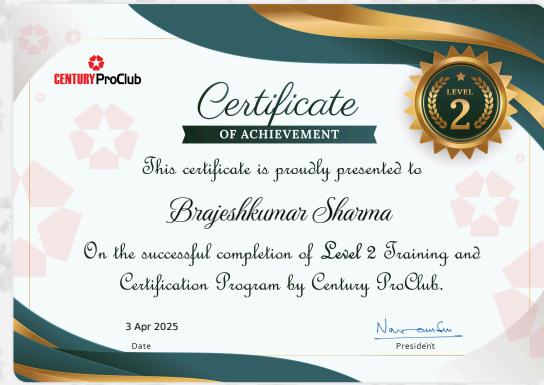 CENTURY ProClub
Certificate
OF ACHIEVEMENT
LEVEL
2
This certificate is proudly presented to
Brajeshkumar Sharma
On the successful completion of Level 2 Training and
Certification Program by Century ProClub.
3 Apr 2025
Date
President